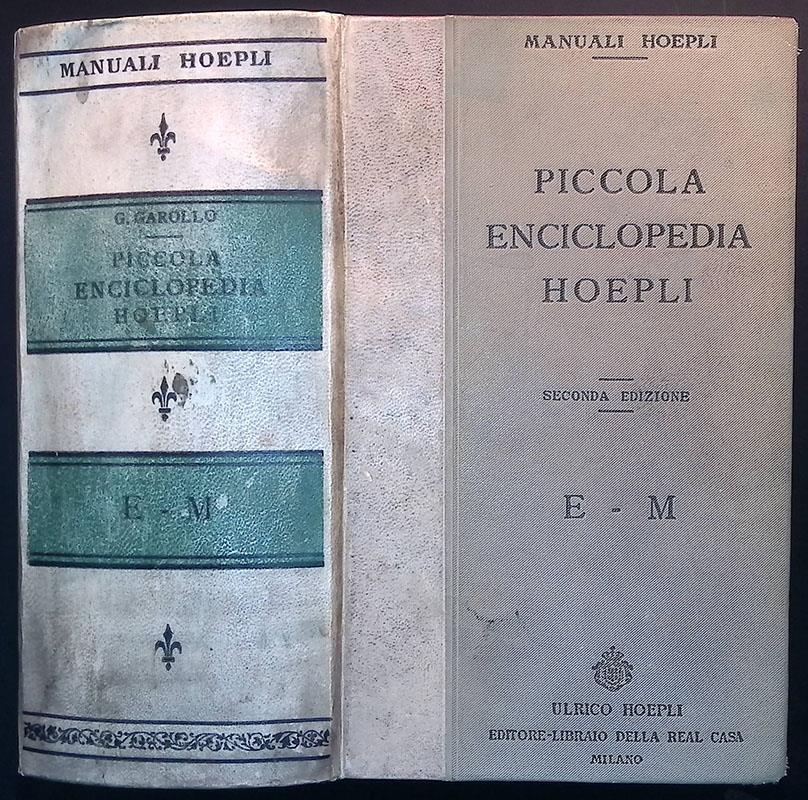 MANUALI HOEPLI
G. GAROLLO
PICCOLA
ENCICLOPEDIA
HOEPLI
E - M
MANUALI HOEPLI
PICCOLA
ENCICLOPEDIA
HOEPLI
SECONDA EDIZIONE
E - M
ULRICO HOEPLI
EDITORE-LIBRAIO DELLA REAL CASA
MILANO